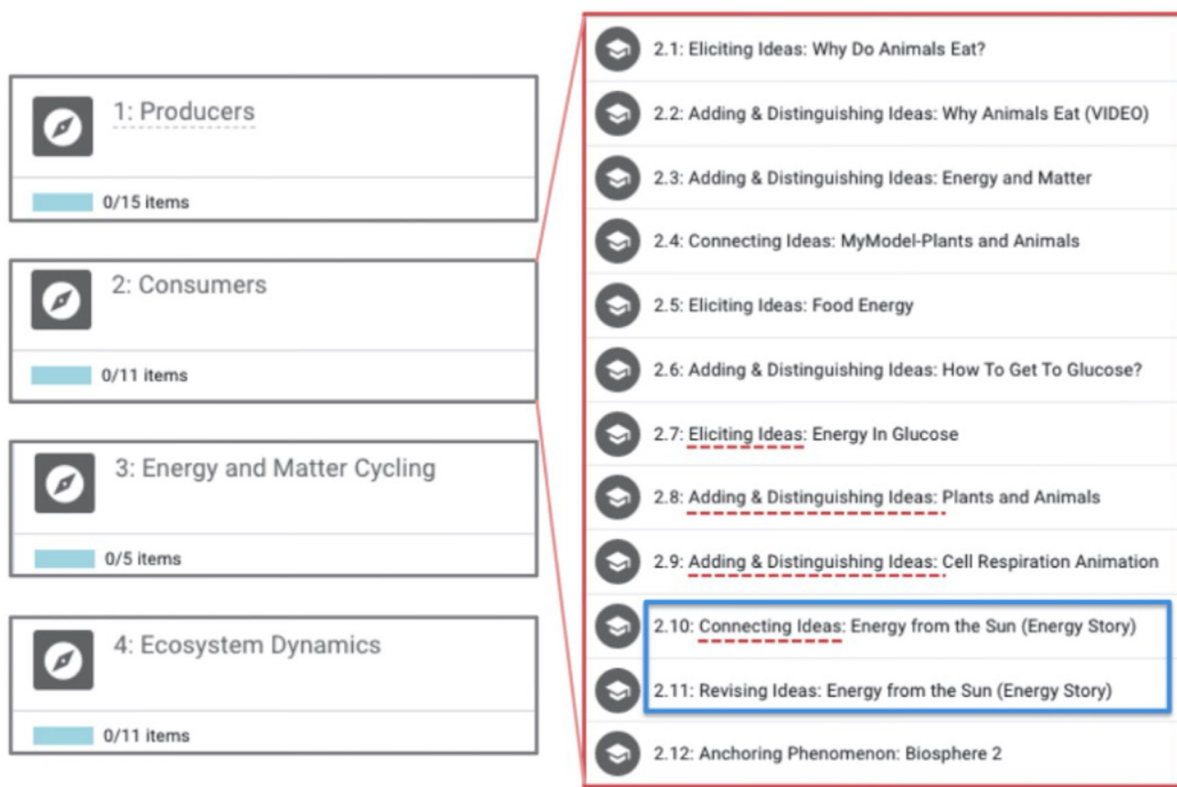 1: Producers
0/15 items
2: Consumers
0/11 items
3: Energy and Matter Cycling
0/5 items
4: Ecosystem Dynamics
0/11 items
2.1: Eliciting Ideas: Why Do Animals Eat?
2.2: Adding & Distinguishing Ideas: Why Animals Eat (VIDEO)
2.3: Adding & Distinguishing Ideas: Energy and Matter
2.4: Connecting Ideas: MyModel-Plants and Animals
2.5: Eliciting Ideas: Food Energy
2.6: Adding & Distinguishing Ideas: How To Get To Glucose?
2.7: Eliciting Ideas: Energy In Glucose
2.8: Adding & Distinguishing Ideas: Plants and Animals
2.9: Adding & Distinguishing Ideas: Cell Respiration Animation
2.10: Connecting Ideas: Energy from the Sun (Energy Story)
2.11: Revising Ideas: Energy from the Sun (Energy Story)
2.12: Anchoring Phenomenon: Biosphere 2